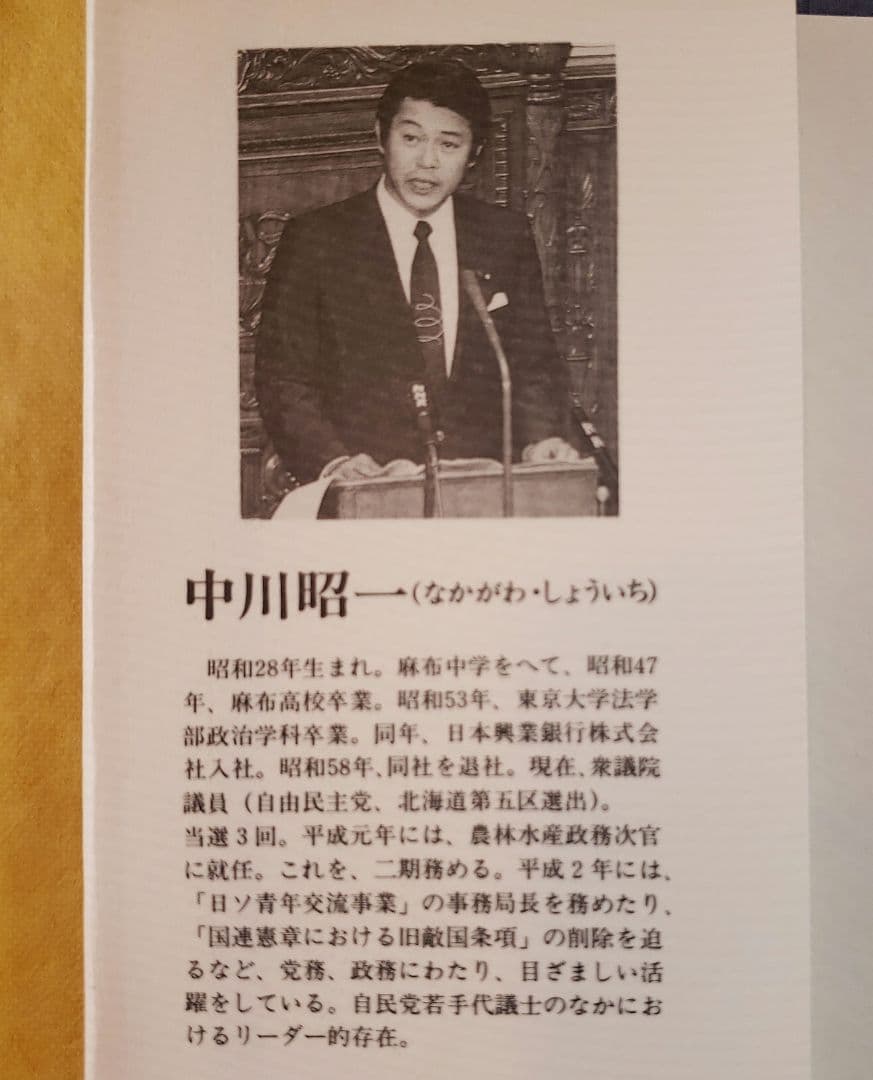 中川昭一(なかがわ・しょういち)
昭和28年生まれ。麻布中学をへて、昭和47
年、麻布高校卒業。昭和53年、東京大学法学
部政治学科卒業。同年、日本興業銀行株式会
社入社。昭和58年、同社を退社。現在、衆議院
議員(自由民主党、北海道第五区選出)。
当選3回。平成元年には、農林水産政務次官
に就任。これを、二期務める。平成2年には、
「日ソ青年交流事業」の事務局長を務めたり、
「国連憲章における旧敵国条項」の削除を迫
るなど、党務、政務にわたり、目ざましい活
躍をしている。自民党若手代議士のなかにお
けるリーダー的存在。